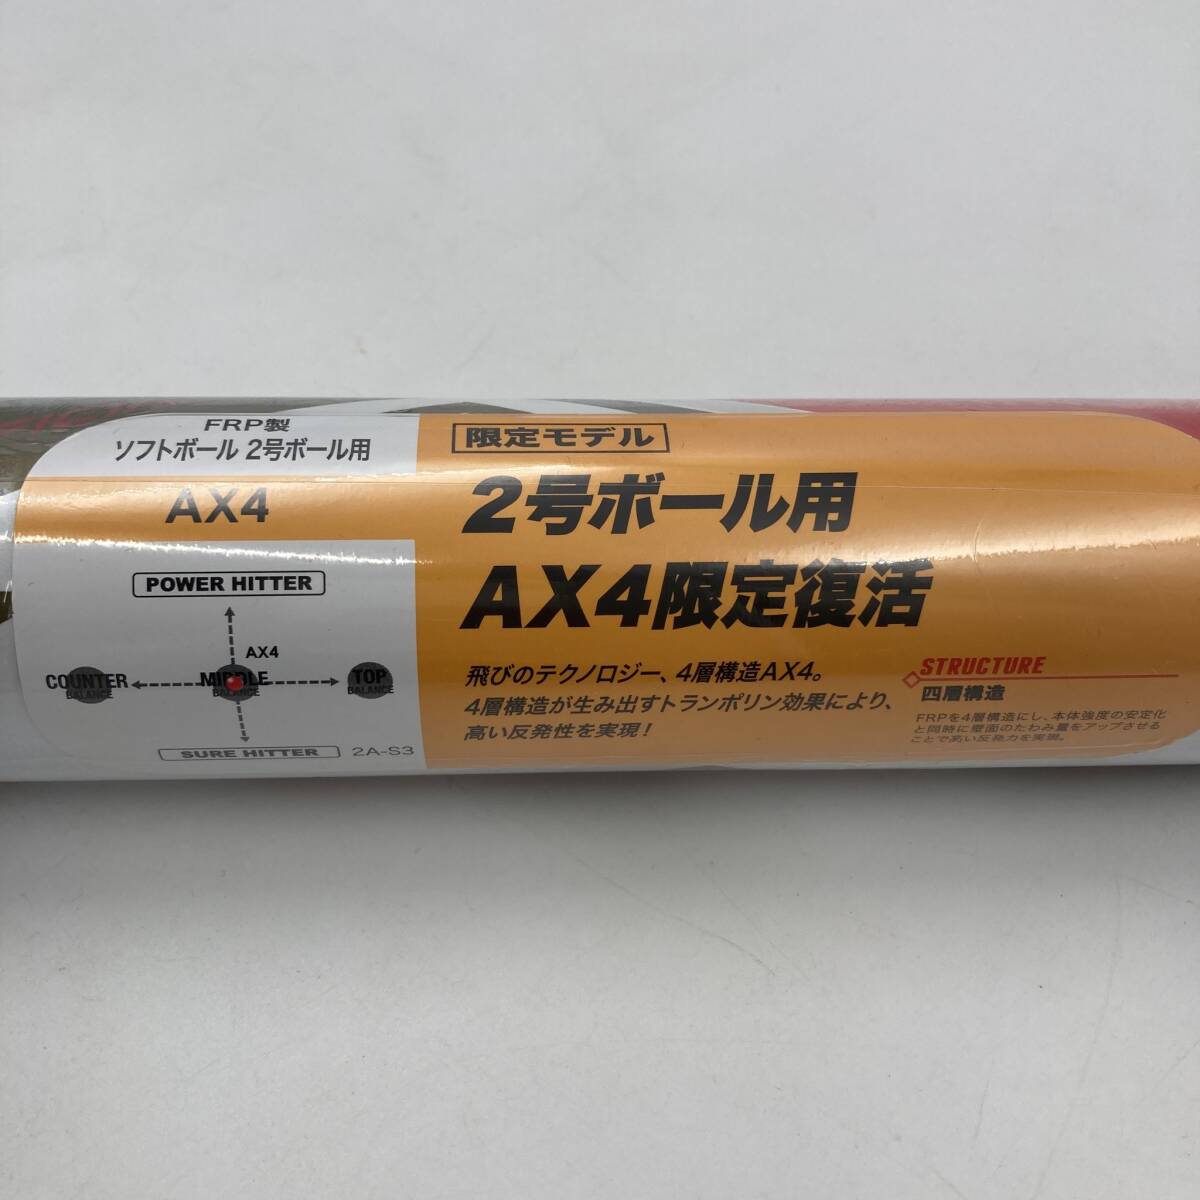 FRP製
ソフトボール 2号ボール用
AX4
POWER HITTER
AX4
COUNTER
BALANCE
MIDDLE
BALANCE
TOP
BALANCE
SURE HITTER
2A-S3
限定モデル
2号ボール用
AX4限定復活
飛びのテクノロジー、4層構造AX4。
4層構造が生み出すトランポリン効果により、
高い反発性を実現！
STRUCTURE
四層構造
FRPを4層構造にし、本体強度の安定化
と同時に壁面のたわみ量をアップさせる
ことで高い反発力を実現。